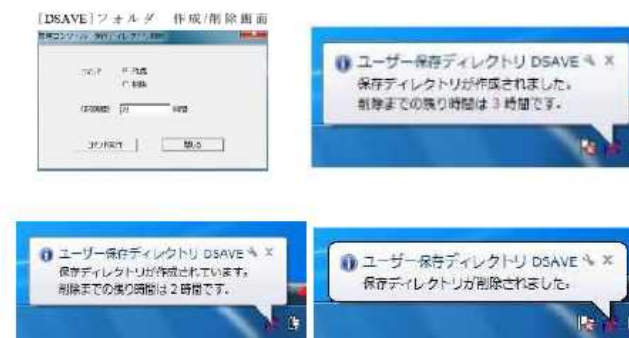 [DSAVE]フォルダ 作成/削除画面
作成
削除
時間
閉じる
ユーザー保存ディレクトリ DSAVE
保存ディレクトリが作成されました。
削除までの残り時間は 3 時間です。
ユーザー保存ディレクトリ DSAVE
保存ディレクトリが作成されています。
削除までの残り時間は 2 時間です。
ユーザー保存ディレクトリ DSAVE
保存ディレクトリが削除されました。